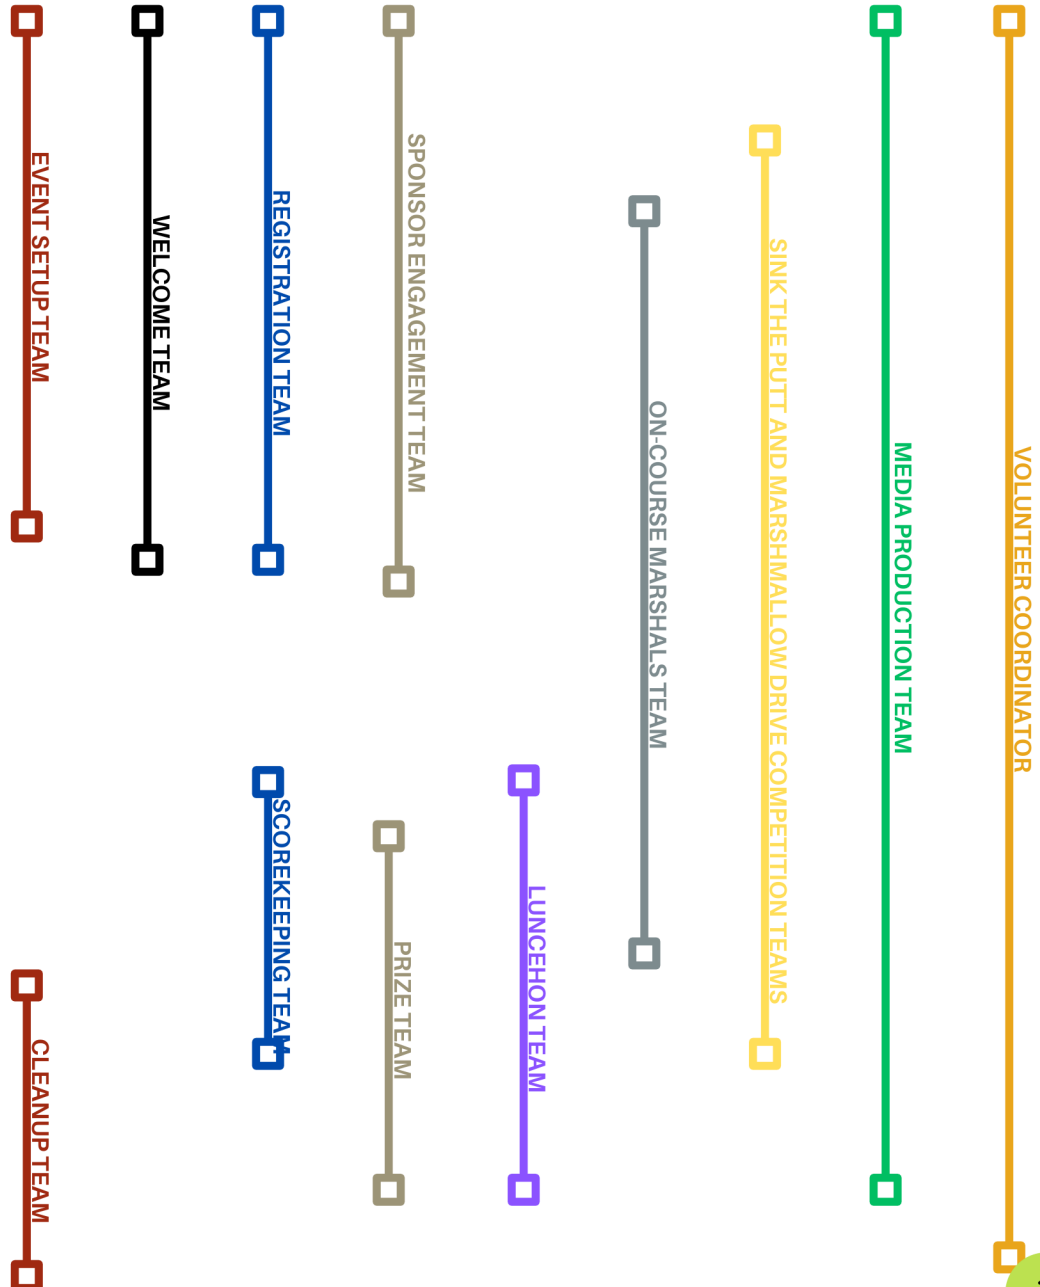 EVENT SETUP TEAM
WELCOME TEAM
REGISTRATION TEAM
SPONSOR ENGAGEMENT TEAM
ON-COURSE MARSHALS TEAM
SINK THE PUTT AND MARSHMALLOW DRIVE COMPETITION TEAMS
MEDIA PRODUCTION TEAM
VOLUNTEER COORDINATOR
SCOREKEEPING TEAM
PRIZE TEAM
LUNCEHON TEAM
CLEANUP TEAM